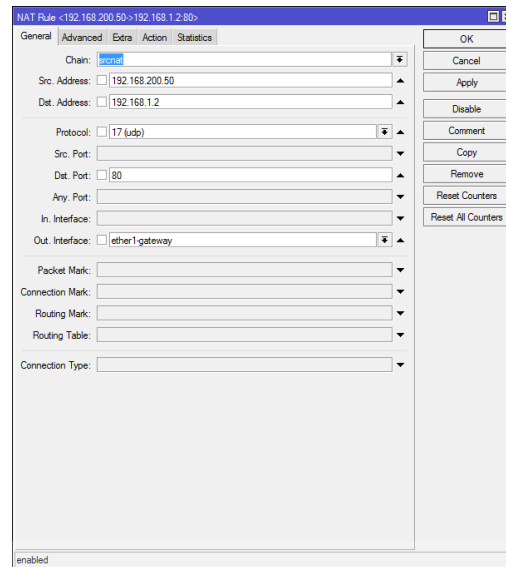 NAT Rule <192.168.200.50->192.168.1.2:80>
General Advanced Extra Action Statistics
Chain: srcnat
Src. Address: 192.168.200.50
Dst. Address: 192.168.1.2
Protocol: 17 (udp)
Src. Port:
Dst. Port: 80
Any. Port:
In. Interface:
Out. Interface: ether1-gateway
Packet Mark:
Connection Mark:
Routing Mark:
Routing Table:
Connection Type:
OK
Cancel
Apply
Disable
Comment
Copy
Remove
Reset Counters
Reset All Counters
enabled